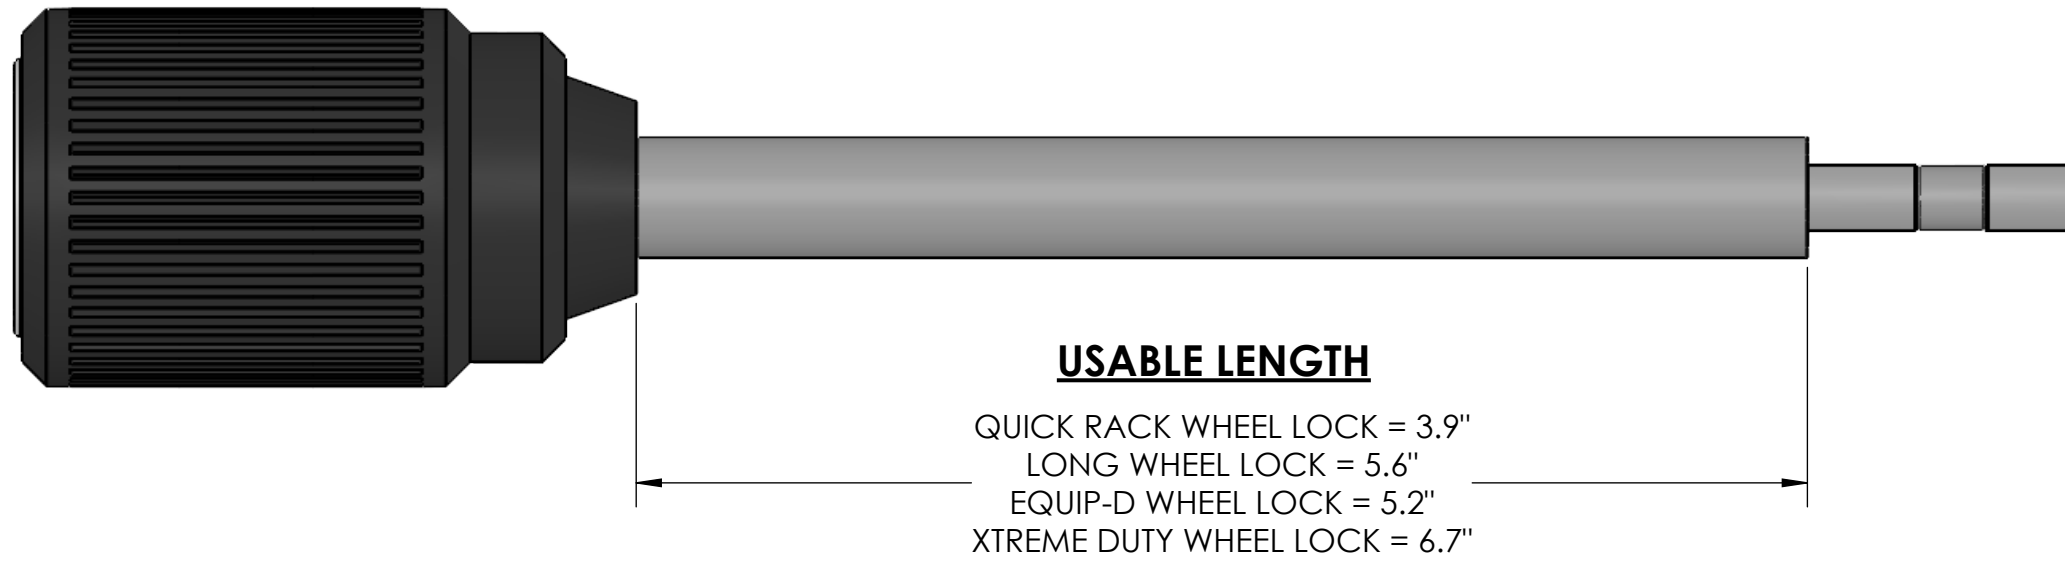 USABLE LENGTH
QUICK RACK WHEEL LOCK = 3.9"
LONG WHEEL LOCK = 5.6"
EQUIP-D WHEEL LOCK = 5.2"
XTREME DUTY WHEEL LOCK = 6.7"